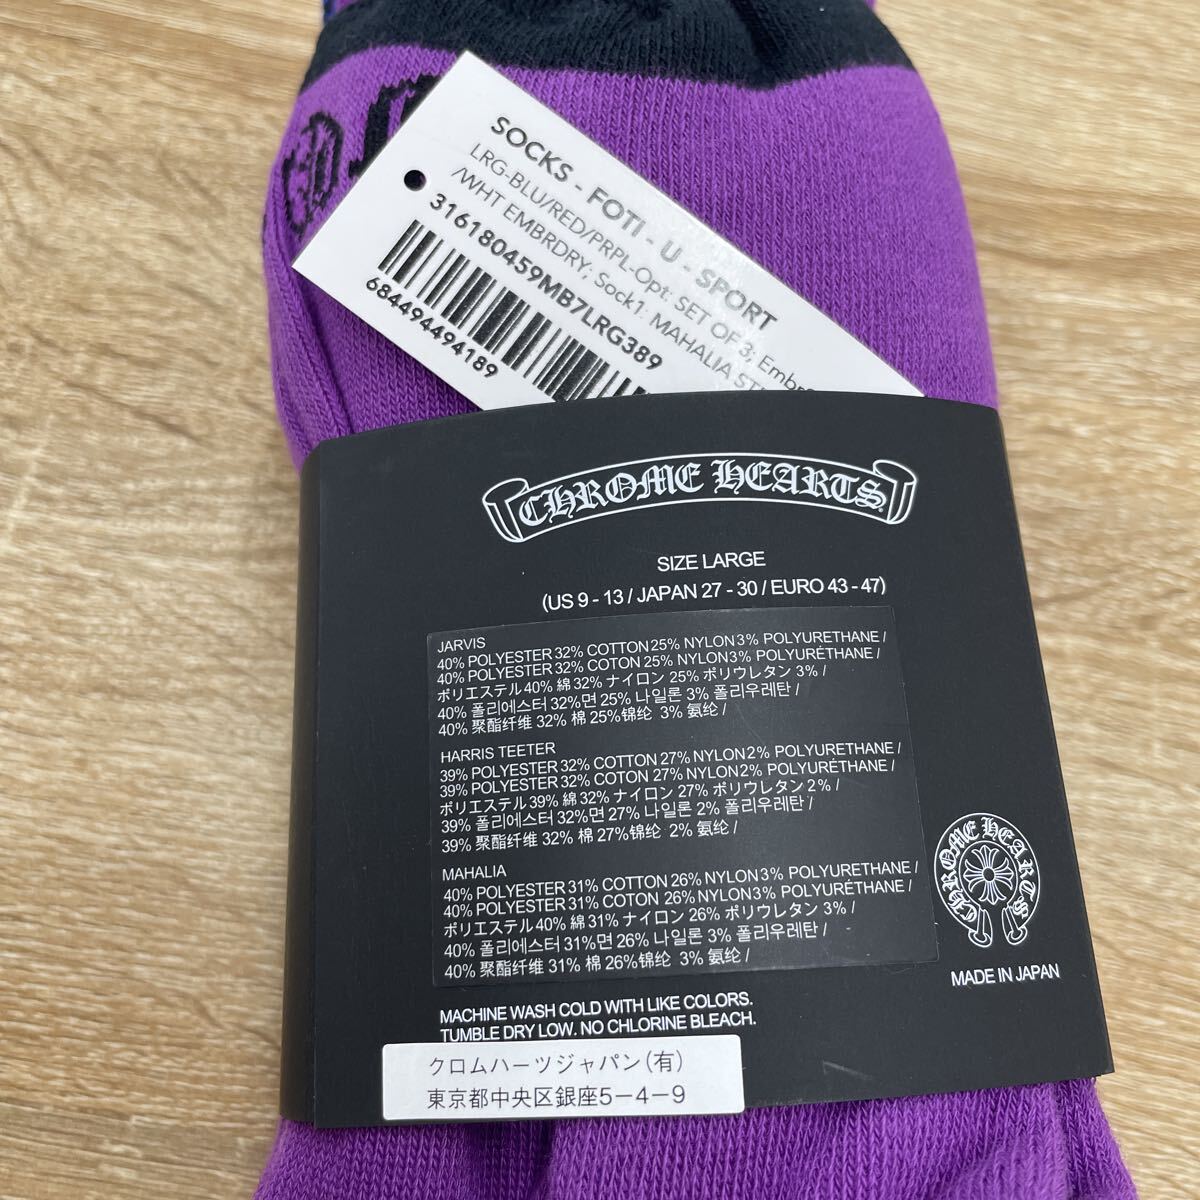 SOCKS - FOTI - U - SPORT
LRG-BLU/RED/PRPL-Opt: SET OF 3; Embr
/WHT EMBRDRY; Sock1: MAHALIA
316180459MB7LRG389
684494494189
CHROME HEARTS
SIZE LARGE
(US 9 - 13 / JAPAN 27 - 30 / EURO 43 - 47)
JARVIS
40% POLYESTER 32% COTTON 25% NYLON 3% POLYURETHANE /
40% POLYESTER 32% COTON 25% NYLON 3% POLYURÉTHANE /
ポリエステル40% 綿 32% ナイロン 25% ポリウレタン 3% /
40% 폴리에스터 32%면 25% 나일론 3% 폴리우레탄 /
40% 聚酯纤维 32% 棉 25%锦纶 3% 氨纶 /
HARRIS TEETER
39% POLYESTER 32% COTTON 27% NYLON 2% POLYURETHANE /
39% POLYESTER 32% COTON 27% NYLON 2% POLYURÉTHANE /
ポリエステル 39% 綿 32% ナイロン 27% ポリウレタン 2% /
39% 폴리에스터 32%면 27% 나일론 2% 폴리우레탄 /
39% 聚酯纤维 32% 棉 27%锦纶 2% 氨纶 /
MAHALIA
40% POLYESTER 31% COTTON 26% NYLON 3% POLYURETHANE /
40% POLYESTER 31% COTON 26% NYLON 3% POLYURÉTHANE /
ポリエステル 40% 綿 31% ナイロン 26% ポリウレタン 3% /
40% 폴리에스터 31%면 26% 나일론 3% 폴리우레탄 /
40% 聚酯纤维 31% 棉 26%锦纶 3% 氨纶 /
CHROME HEARTS
MADE IN JAPAN
MACHINE WASH COLD WITH LIKE COLORS.
TUMBLE DRY LOW. NO CHLORINE BLEACH.
クロムハーツジャパン(有)
東京都中央区銀座5-4-9